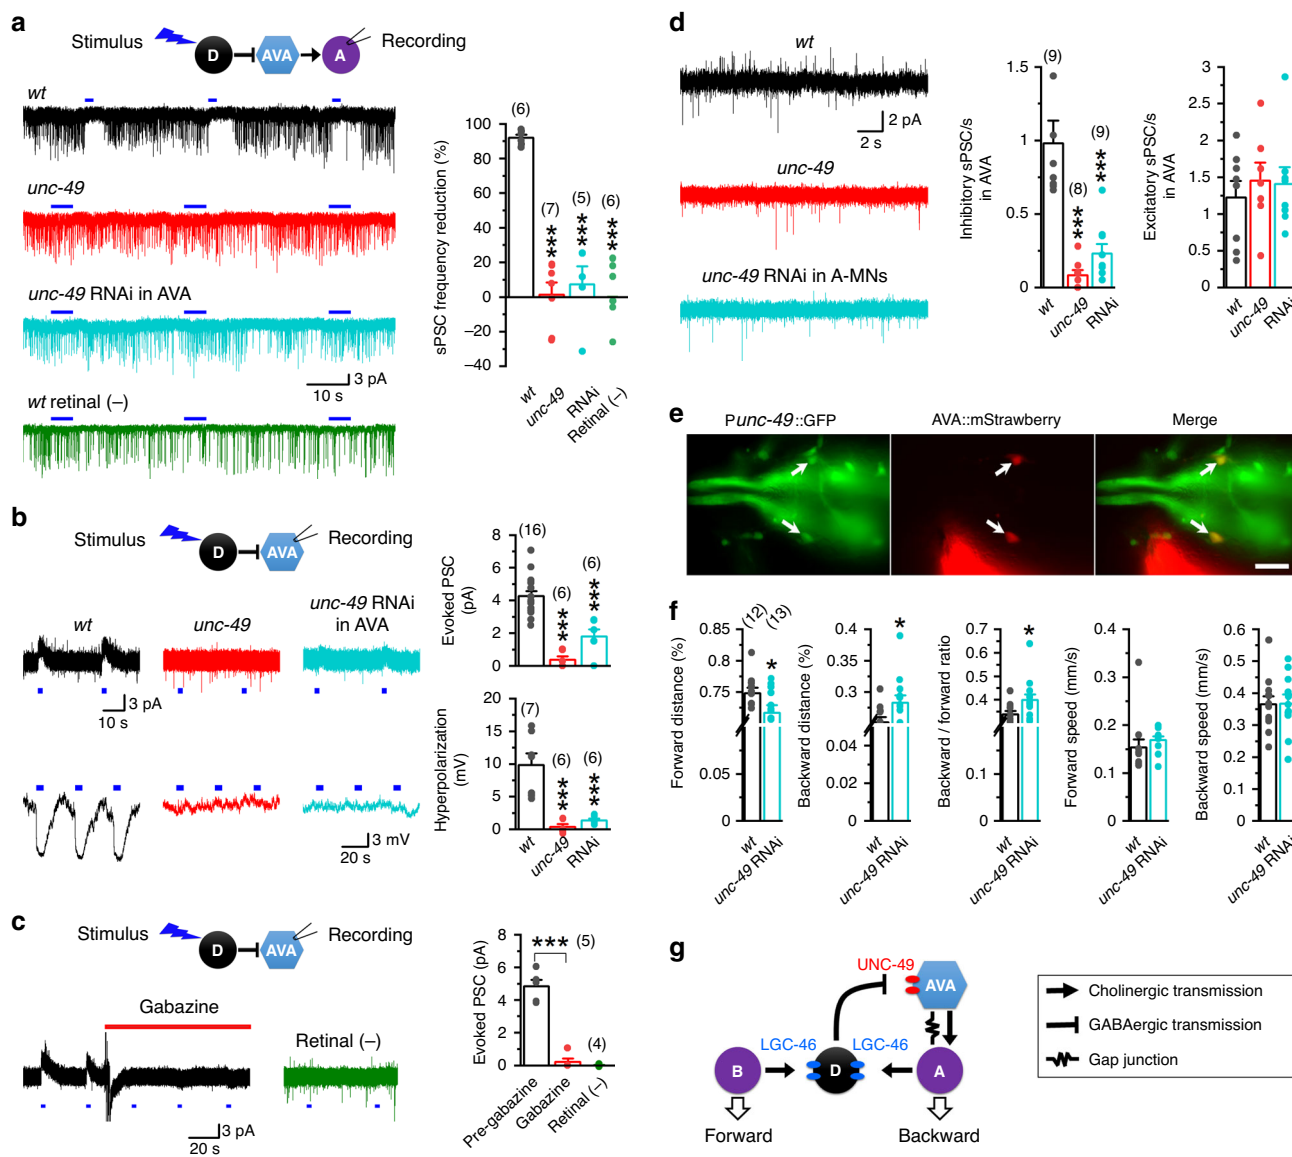 a
Stimulus
D
AVA
A
Recording
wt
unc-49
unc-49 RNAi in AVA
3 pA
10 s
wt retinal (–)
sPSC frequency reduction (%)
100
80
60
40
20
0
–20
–40
(6)
(7)
***
(5)
***
(6)
***
wt
unc-49
RNAi
Retinal (–)
b
Stimulus
D
AVA
Recording
wt
unc-49
unc-49 RNAi
in AVA
3 pA
10 s
3 mV
20 s
Evoked PSC
(pA)
8
6
4
2
0
(16)
(6)
***
(6)
***
Hyperpolarization
(mV)
20
15
10
5
0
(7)
(6)
***
(6)
***
wt
unc-49
RNAi
c
Stimulus
D
AVA
Recording
Gabazine
Retinal (–)
3 pA
20 s
Evoked PSC (pA)
8
6
4
2
0
***
(5)
(4)
Pre-gabazine
Gabazine
Retinal (–)
d
wt
2 pA
2 s
unc-49
unc-49 RNAi in A-MNs
Inhibitory sPSC/s
in AVA
1.5
1
0.5
0
(9)
(8)
***
(9)
***
wt
unc-49
RNAi
Excitatory sPSC/s
in AVA
3
2.5
2
1.5
1
0.5
0
wt
unc-49
RNAi
e
Punc-49::GFP
AVA::mStrawberry
Merge
f
Forward distance (%)
0.85
0.75
0.05
0
(12)
(13)
*
wt
unc-49 RNAi
Backward distance (%)
0.4
0.3
0.04
0.02
0
*
wt
unc-49 RNAi
Backward / forward ratio
0.7
0.6
0.4
0.1
0
*
wt
unc-49 RNAi
Forward speed (mm/s)
0.4
0.3
0.2
0.1
0
wt
unc-49 RNAi
Backward speed (mm/s)
0.6
0.5
0.4
0.3
0.2
0.1
0
wt
unc-49 RNAi
g
UNC-49
AVA
LGC-46
LGC-46
B
D
A
Forward
Backward
Cholinergic transmission
GABAergic transmission
Gap junction